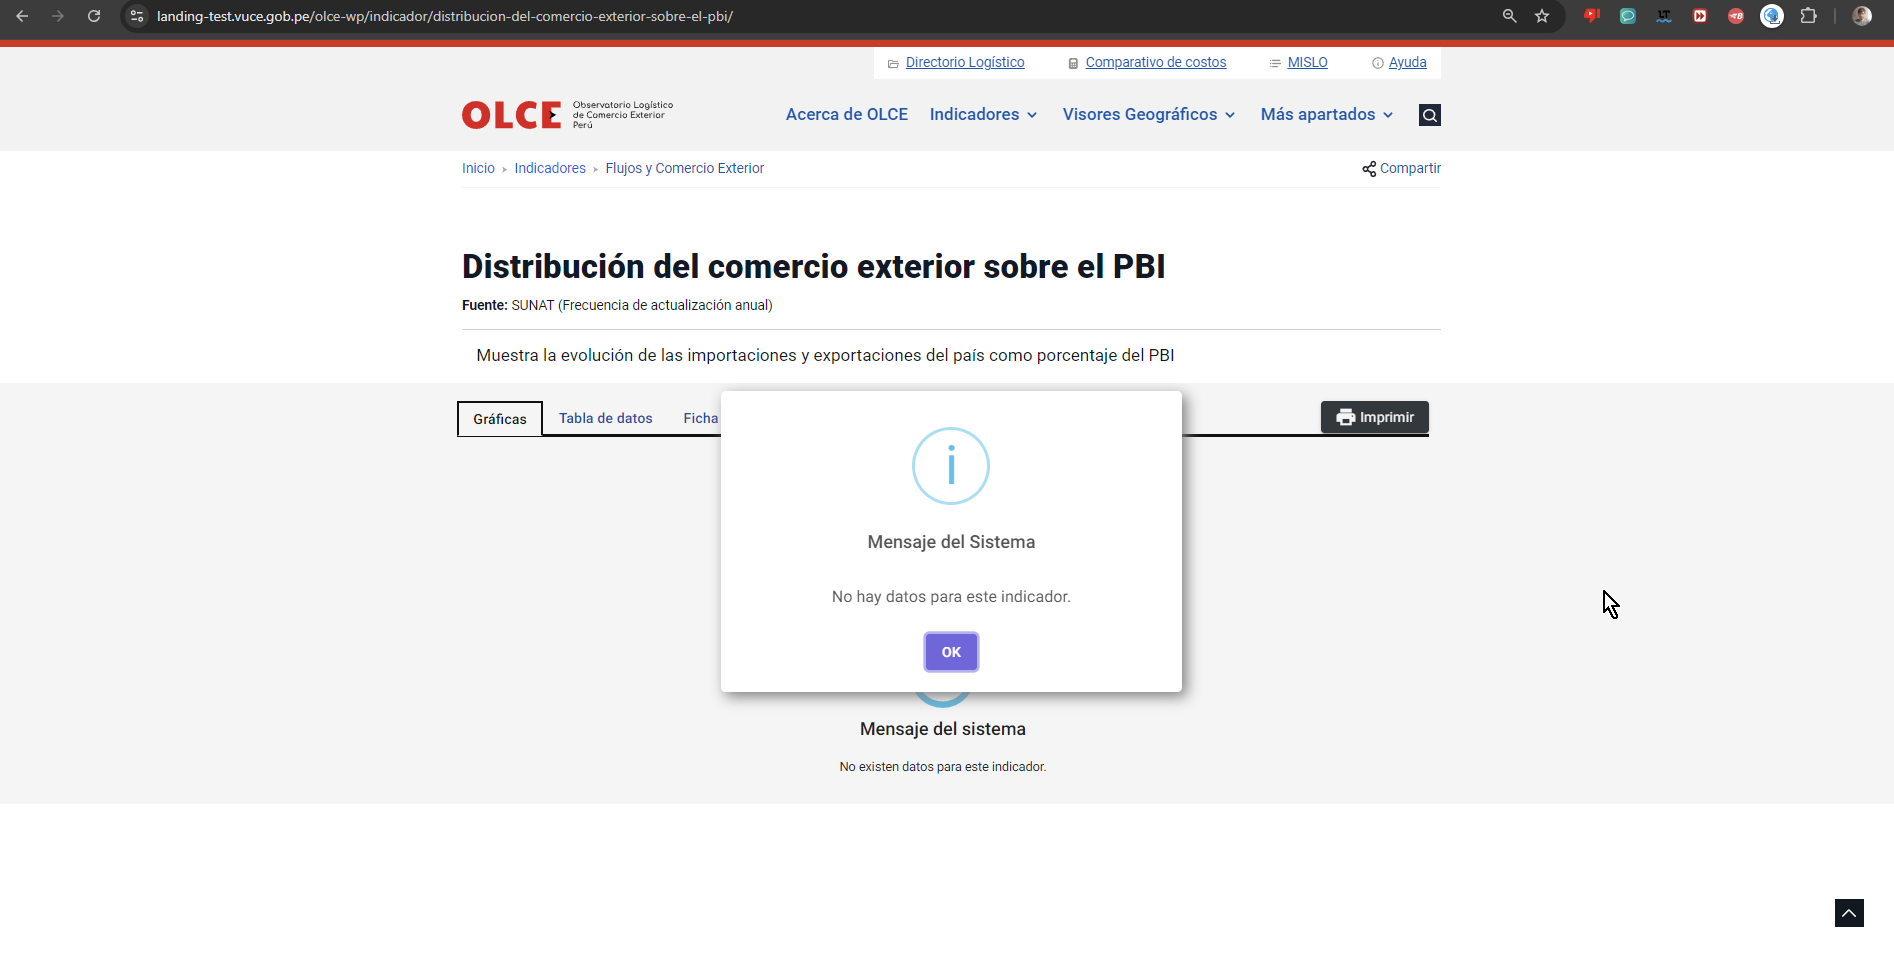 landing-test.vuce.gob.pe/olce-wp/indicador/distribucion-del-comercio-exterior-sobre-el-pbi/
Directorio Logístico
Comparativo de costos
MISLO
Ayuda
OLCE
Observatorio Logístico
de Comercio Exterior
Perú
Acerca de OLCE
Indicadores
Visores Geográficos
Más apartados
Inicio ▸ Indicadores ▸ Flujos y Comercio Exterior
Compartir
Distribución del comercio exterior sobre el PBI
Fuente: SUNAT (Frecuencia de actualización anual)
Muestra la evolución de las importaciones y exportaciones del país como porcentaje del PBI
Gráficas
Tabla de datos
Ficha
Imprimir
Mensaje del Sistema
No hay datos para este indicador.
OK
Mensaje del sistema
No existen datos para este indicador.